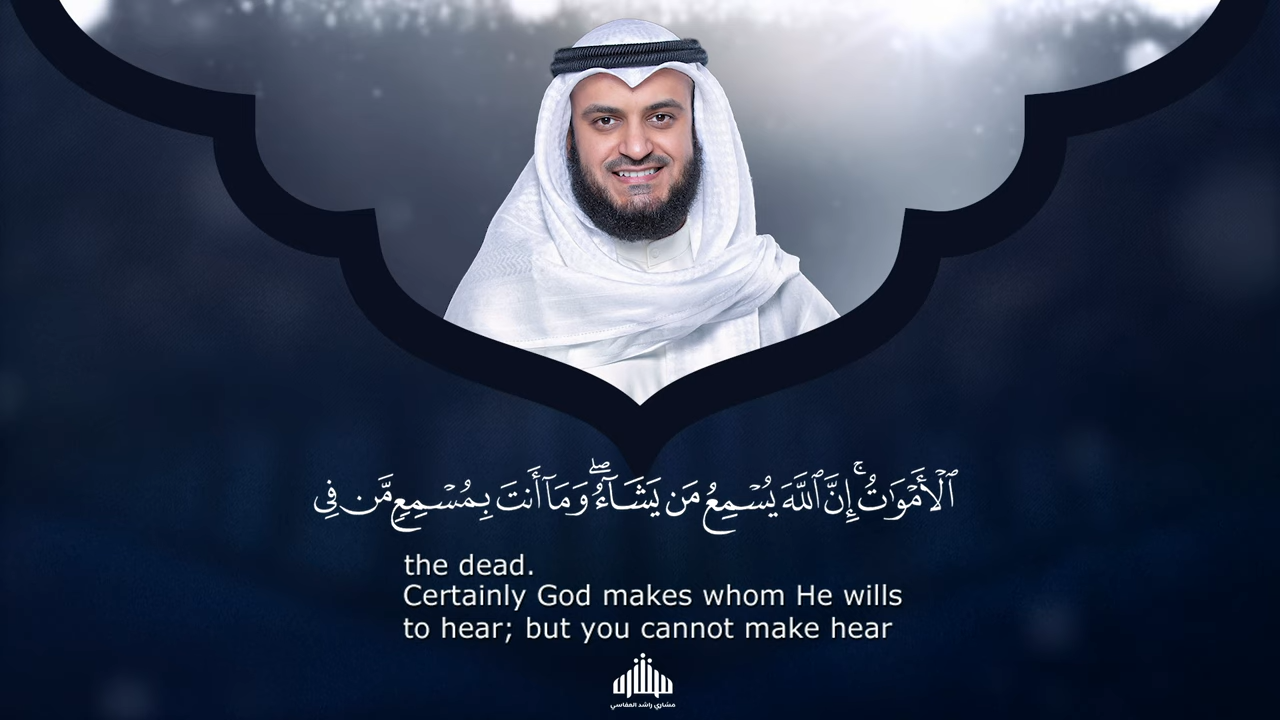 ٱلْأَمْوَٰتُ ۚ إِنَّ ٱللَّهَ يُسْمِعُ مَن يَشَآءُ ۖ وَمَآ أَنتَ بِمُسْمِعٍ مَّن فِى
the dead.
Certainly God makes whom He wills
to hear; but you cannot make hear
مشاري راشد العفاسي